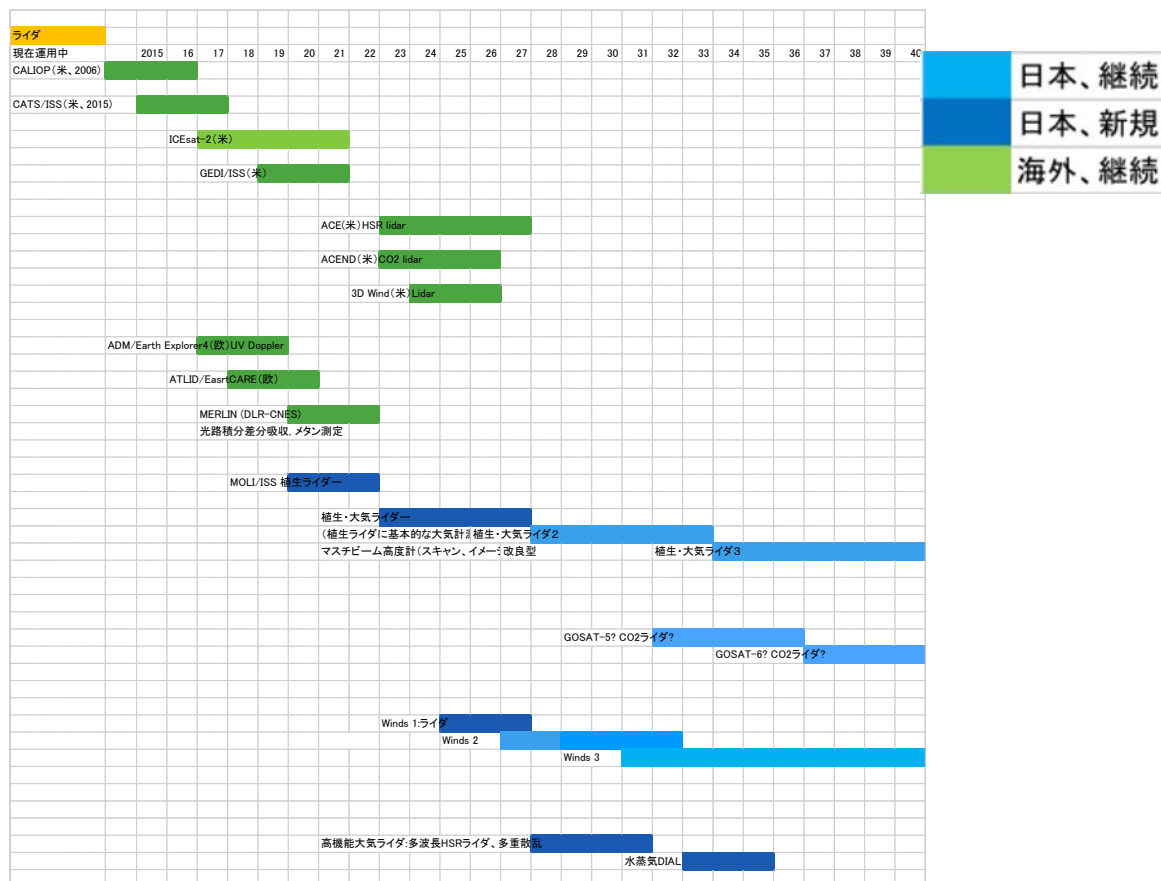 ライダ
現在運用中 2015 16 17 18 19 20 21 22 23 24 25 26 27 28 29 30 31 32 33 34 35 36 37 38 39 40
CALIOP(米、2006)
CATS/ISS(米、2015)
ICEsat-2(米)
GEDI/ISS(米)
ACE(米)HSR lidar
ACEND(米)CO2 lidar
3D Wind(米)Lidar
ADM/Earth Explorer4(欧)UV Doppler
ATLID/EasrtCARE(欧)
MERLIN (DLR-CNES)
光路積分差分吸収, メタン測定
MOLI/ISS 植生ライダー
植生・大気ライダー
(植生ライダに基本的な大気計 植生・大気ライダ2
マスチビーム高度計(スキャン、イメー 改良型 植生・大気ライダ3
GOSAT-5? CO2ライダ?
GOSAT-6? CO2ライダ?
Winds 1:ライダ
Winds 2
Winds 3
高機能大気ライダ:多波長HSRライダ、多重散乱
水蒸気DIAL
日本、継続
日本、新規
海外、継続